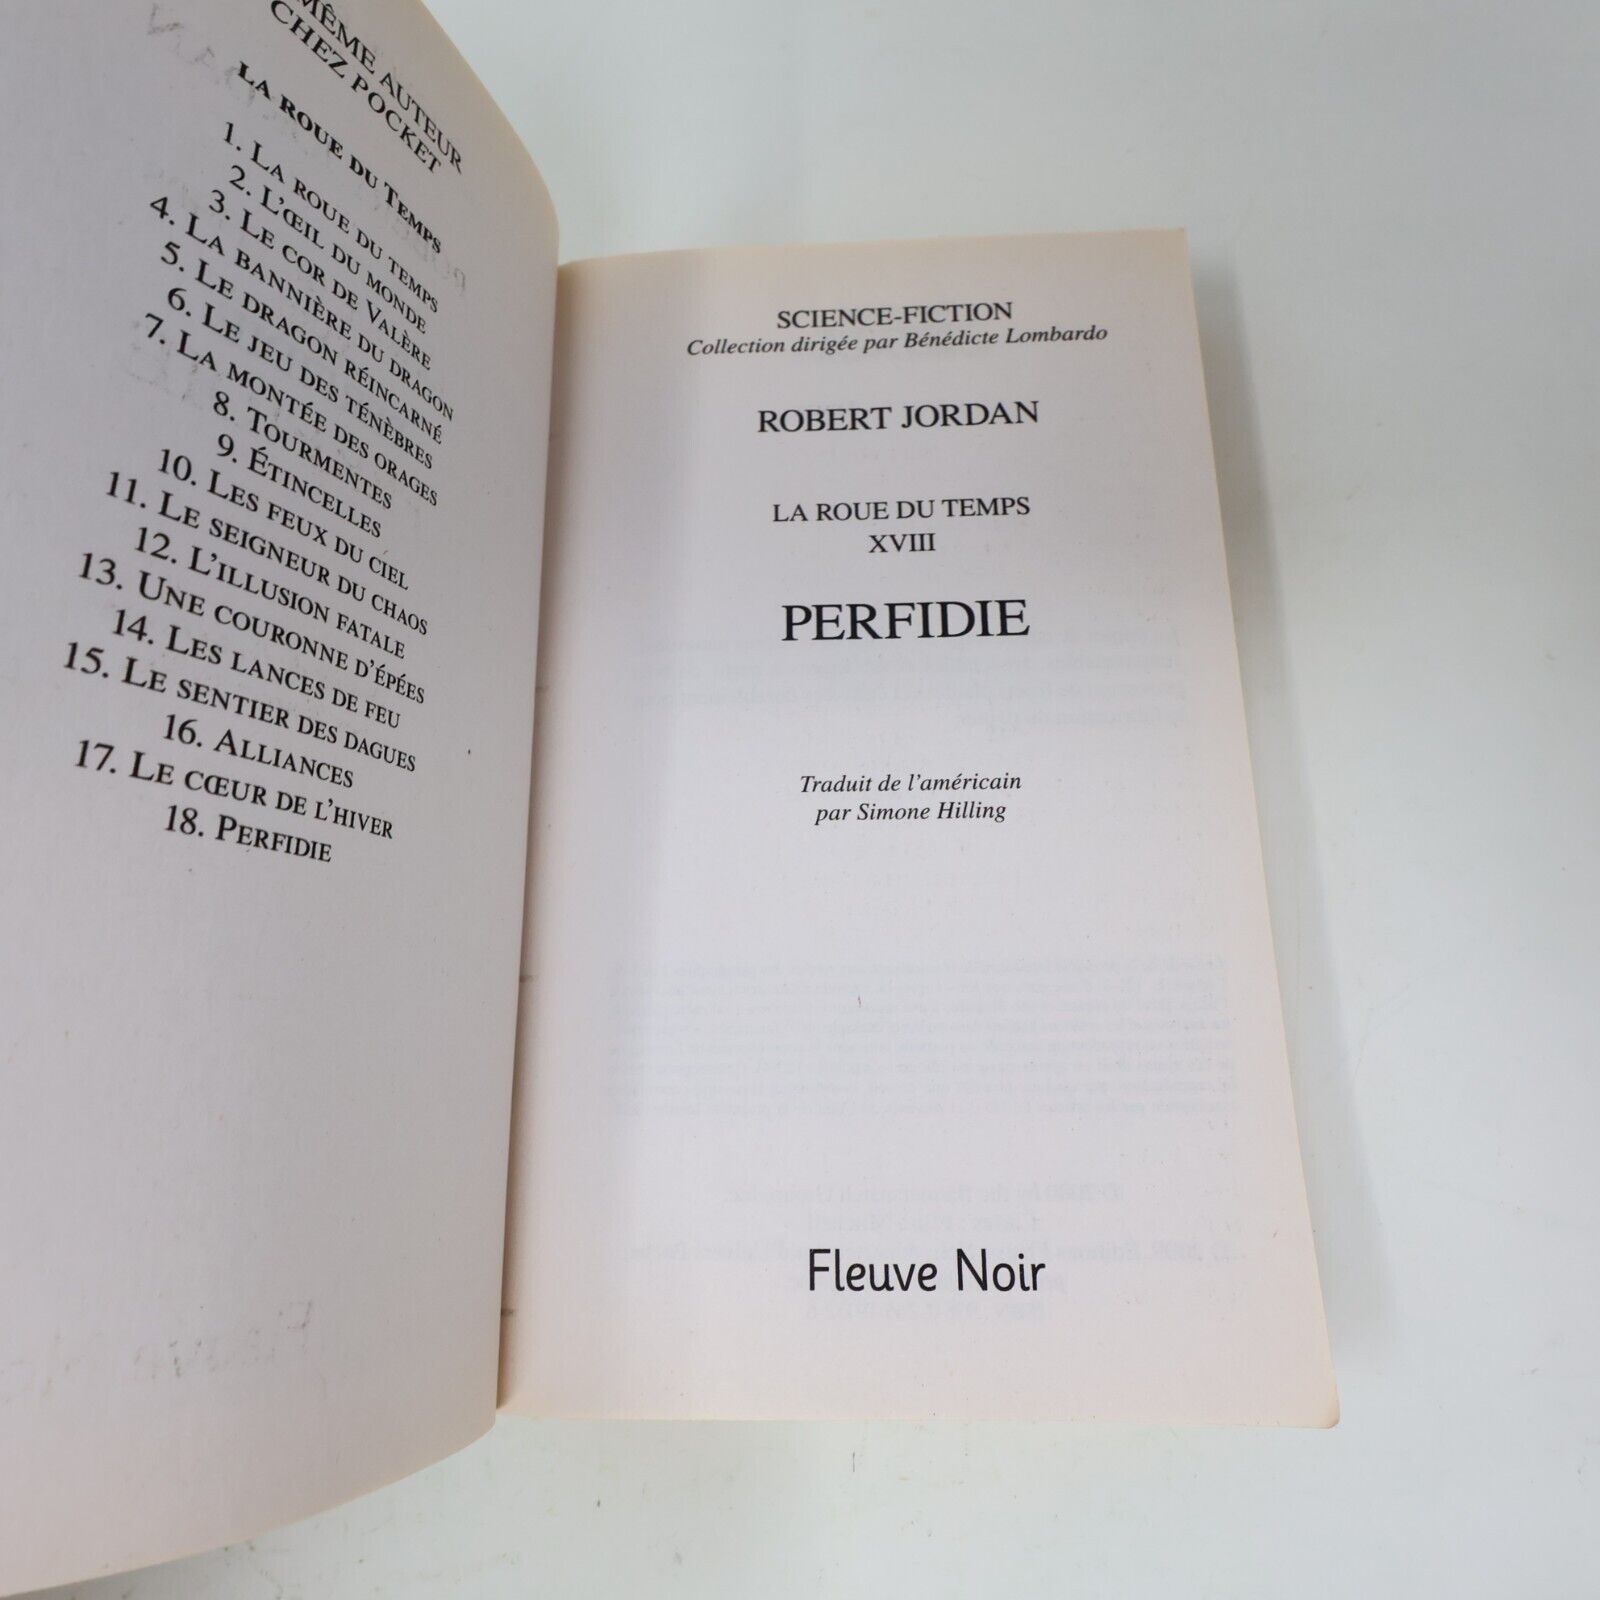 MÊME AUTEUR
CHEZ POCKET
LA ROUE DU TEMPS
1. LA ROUE DU TEMPS
2. L'ŒIL DU MONDE
3. LE COR DE VALÈRE
4. LA BANNIÈRE DU DRAGON
5. LE DRAGON RÉINCARNÉ
6. LE JEU DES TÉNÈBRES
7. LA MONTÉE DES ORAGES
8. TOURMENTES
9. ÉTINCELLES
10. LES FEUX DU CIEL
11. LE SEIGNEUR DU CHAOS
12. L'ILLUSION FATALE
13. UNE COURONNE D'ÉPÉES
14. LES LANCES DE FEU
15. LE SENTIER DES DAGUES
16. ALLIANCES
17. LE CŒUR DE L'HIVER
18. PERFIDIE
SCIENCE-FICTION
Collection dirigée par Bénédicte Lombardo
ROBERT JORDAN
LA ROUE DU TEMPS
XVIII
PERFIDIE
Traduit de l'américain
par Simone Hilling
Fleuve Noir